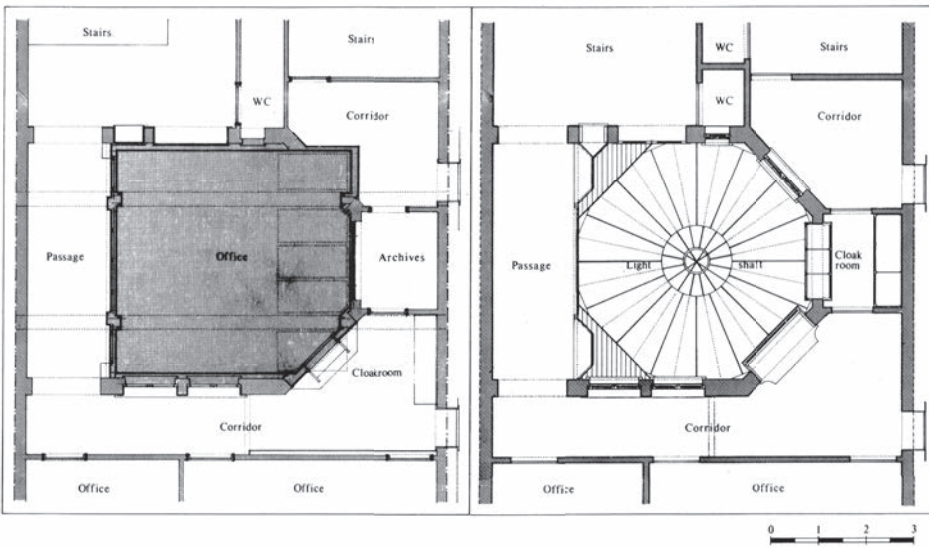 Stairs
Stairs
WC
Corridor
Passage
Office
Archives
Cloakroom
Corridor
Office
Office
Stairs
WC
Stairs
WC
Corridor
Passage
Light shaft
Cloak
room
Corridor
Office
Office
0 1 2 3